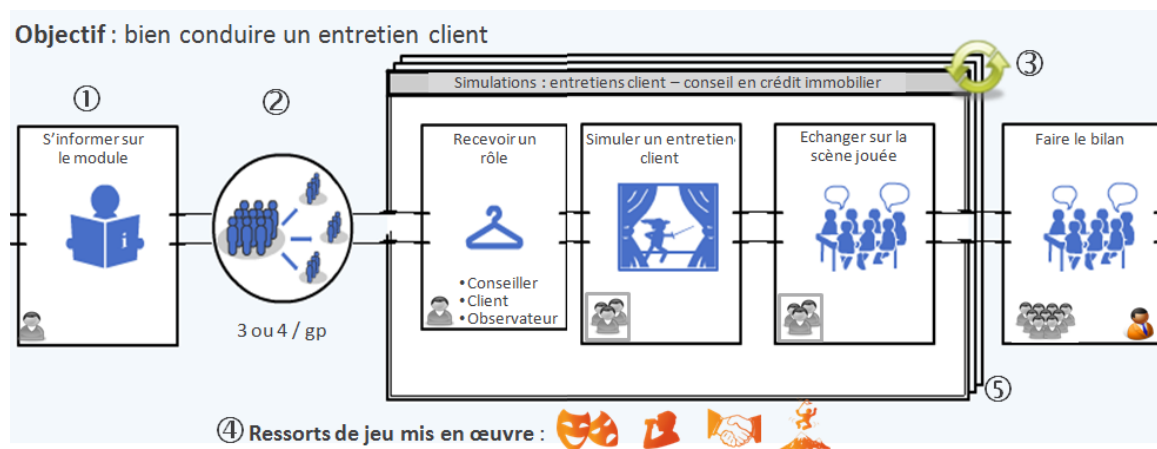 Objectif : bien conduire un entretien client
①
②
③
Simulations : entretiens client – conseil en crédit immobilier
S’informer sur
le module
i
3 ou 4 / gp
Recevoir un
rôle
• Conseiller
• Client
• Observateur
Simuler un entretien
client
Echanger sur la
scène jouée
Faire le bilan
⑤
④ Ressorts de jeu mis en œuvre :